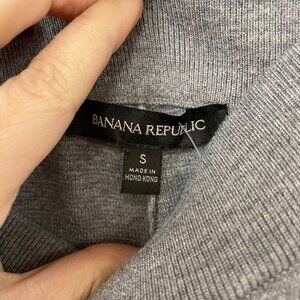 BANANA REPUBLIC
S
MADE IN
HONG KONG